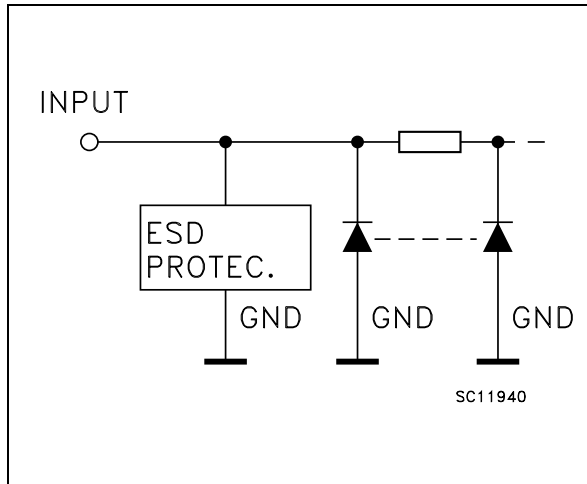 INPUT
ESD
PROTEC.
GND
GND
GND
SC11940